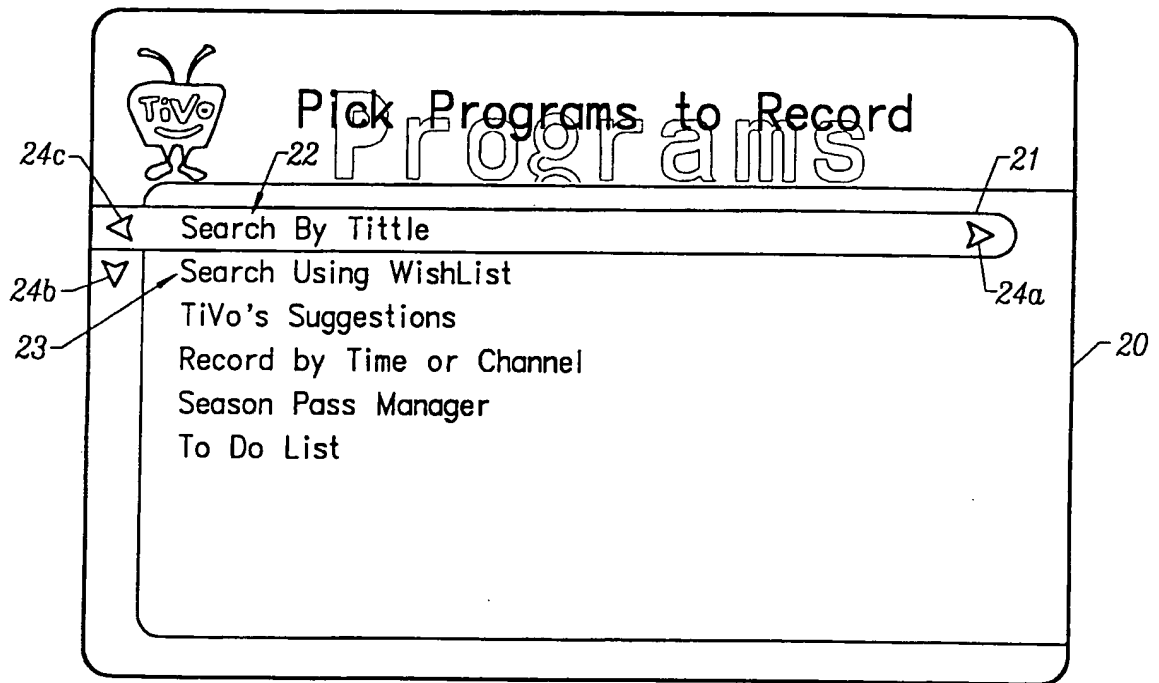 TiVo
Pick Programs to Record
Programs
24c
22
21
Search By Tittle
24b
Search Using WishList
24a
23
TiVo's Suggestions
Record by Time or Channel
20
Season Pass Manager
To Do List